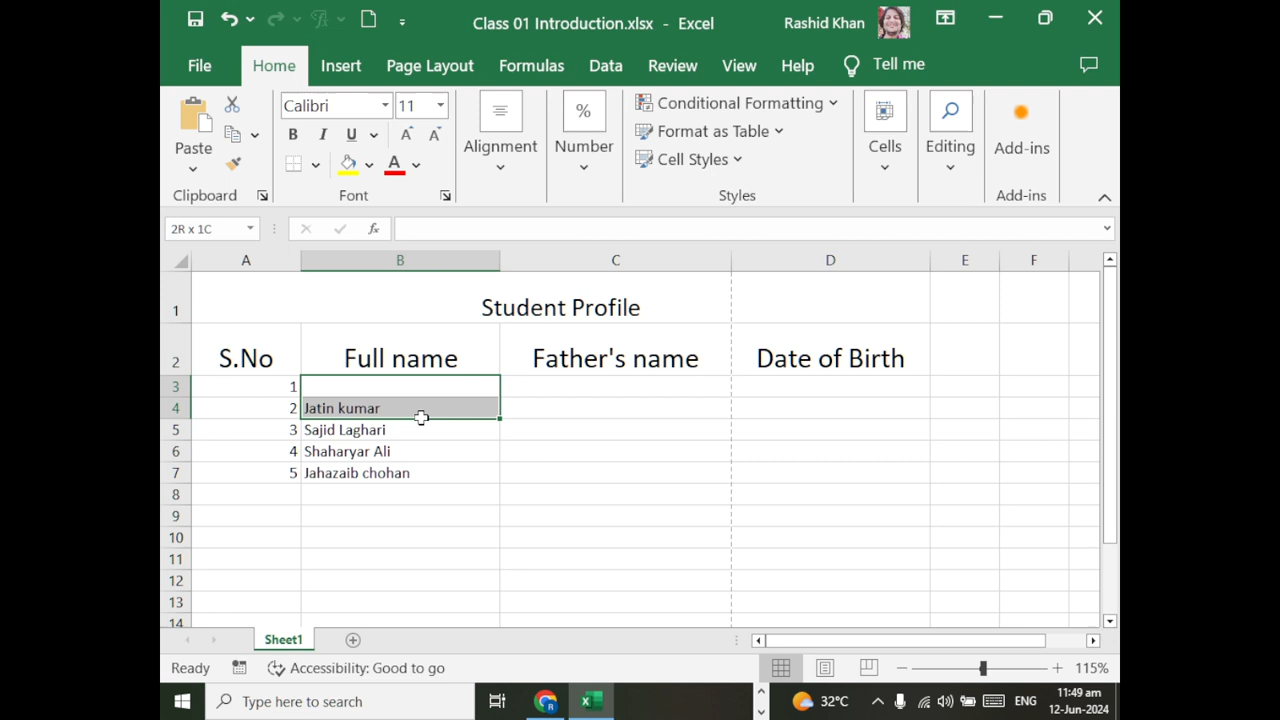 Class 01 Introduction.xlsx - Excel
Rashid Khan
File Home Insert Page Layout Formulas Data Review View Help Tell me
Paste
Clipboard
Calibri 11
B I U A A
A
Font
Alignment
%
Number
Conditional Formatting
Format as Table
Cell Styles
Styles
Cells
Editing
Add-ins
Add-ins
2R x 1C fx
A B C D E F
1 Student Profile
2 S.No Full name Father's name Date of Birth
3 1
4 2 Jatin kumar
5 3 Sajid Laghari
6 4 Shaharyar Ali
7 5 Jahazaib chohan
8
9
10
11
12
13
14
Sheet1
Ready Accessibility: Good to go 115%
Type here to search R 32°C ENG 11:49 am
12-Jun-2024